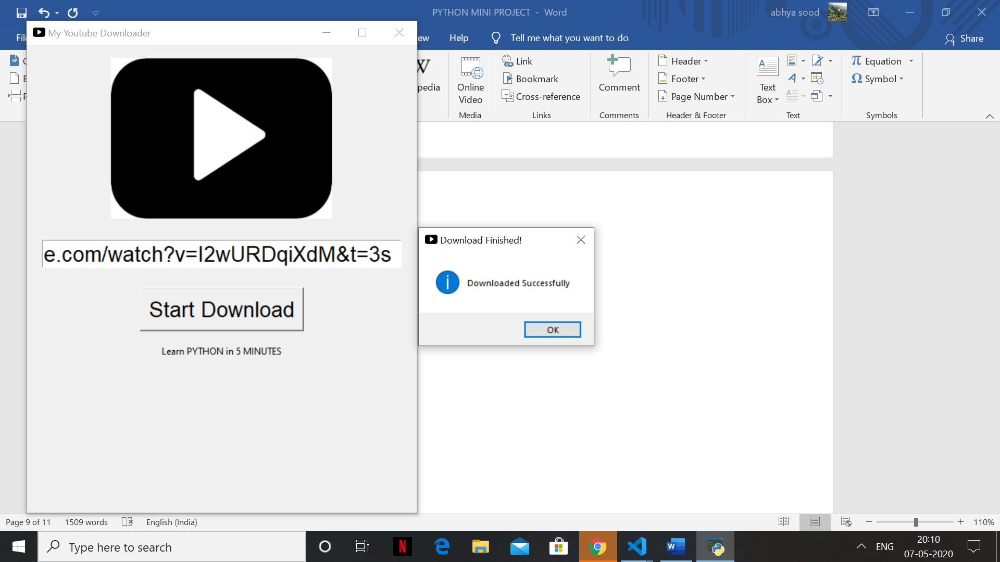 PYTHON MINI PROJECT - Word
abhya sood
My Youtube Downloader
ew
Help
Tell me what you want to do
Share
pedia
Online
Video
Media
Link
Bookmark
Cross-reference
Links
Comment
Comments
Header
Footer
Page Number
Header & Footer
Text
Box
Text
Equation
Symbol
Symbols
e.com/watch?v=I2wURDqiXdM&t=3s
Start Download
Learn PYTHON in 5 MINUTES
Download Finished!
Downloaded Successfully
OK
Page 9 of 11
1509 words
English (India)
110%
Type here to search
ENG
20:10
07-05-2020